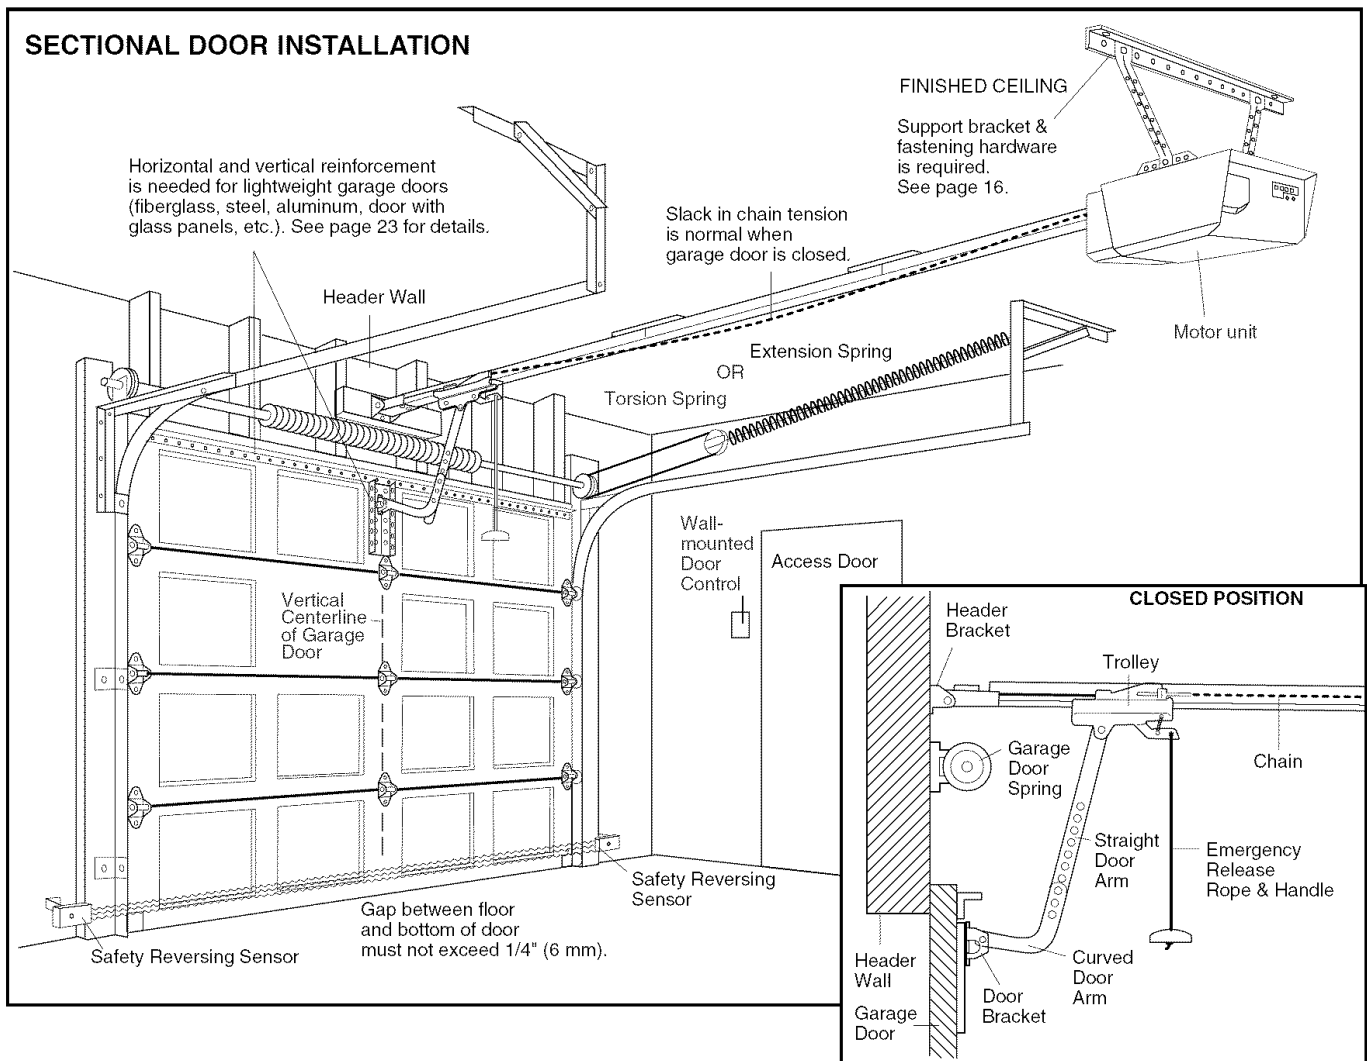 SECTIONAL DOOR INSTALLATION
FINISHED CEILING
Support bracket &
fastening hardware
is required.
See page 16.
Horizontal and vertical reinforcement
is needed for lightweight garage doors
(fiberglass, steel, aluminum, door with
glass panels, etc.). See page 23 for details.
Slack in chain tension
is normal when
garage door is closed.
Header Wall
Motor unit
Extension Spring
OR
Torsion Spring
Wall-
mounted
Door
Control
Access Door
Vertical
Centerline
of Garage
Door
Safety Reversing
Sensor
Gap between floor
and bottom of door
must not exceed 1/4" (6 mm).
Safety Reversing Sensor
CLOSED POSITION
Header
Bracket
Trolley
Garage
Door
Spring
Chain
Straight
Door
Arm
Emergency
Release
Rope & Handle
Header
Wall
Curved
Door
Arm
Door
Bracket
Garage
Door